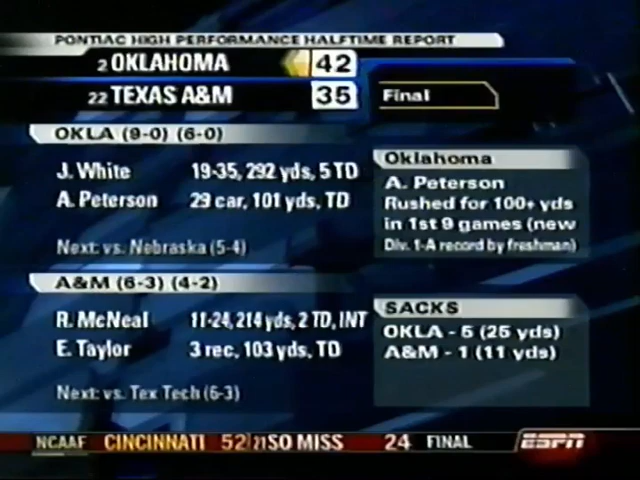 PONTIAC HIGH PERFORMANCE HALFTIME REPORT
2 OKLAHOMA 42
22 TEXAS A&M 35
Final
OKLA (9-0) (6-0)
J. White 19-35, 292 yds, 5 TD
A. Peterson 29 car, 101 yds, TD
Next: vs. Nebraska (5-4)
Oklahoma
A. Peterson
Rushed for 100+ yds
in 1st 9 games (new
Div. 1-A record by freshman)
A&M (6-3) (4-2)
R. McNeal 11-24, 214 yds, 2 TD, INT
E. Taylor 3 rec, 103 yds, TD
Next: vs. Tex Tech (6-3)
SACKS
OKLA - 5 (25 yds)
A&M - 1 (11 yds)
NCAAF CINCINNATI 52 21 SO MISS 24 FINAL ESPN